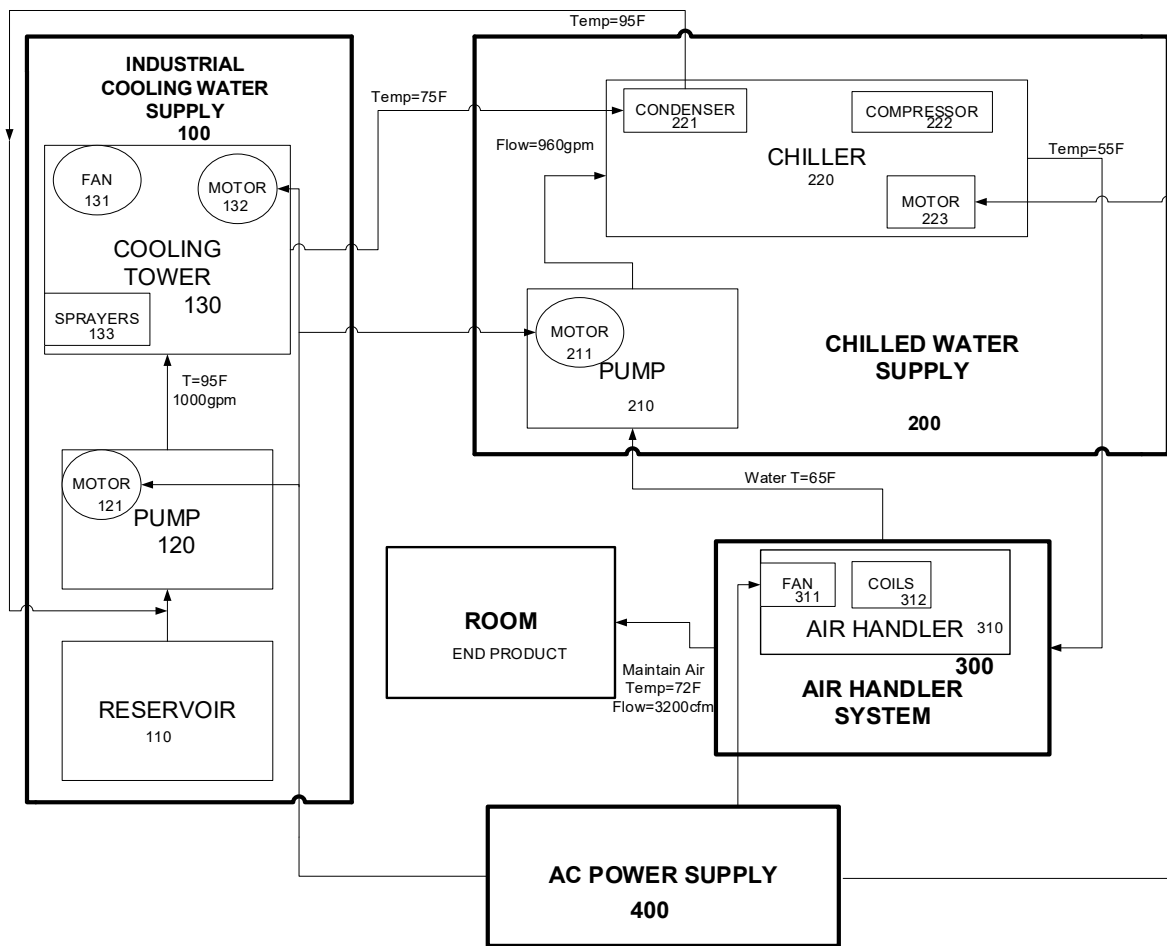 Temp=95F
INDUSTRIAL
COOLING WATER
SUPPLY
100
FAN
131
MOTOR
132
COOLING
TOWER
130
SPRAYERS
133
T=95F
1000gpm
MOTOR
121
PUMP
120
RESERVOIR
110
Temp=75F
Flow=960gpm
CONDENSER
221
COMPRESSOR
222
CHILLER
220
MOTOR
223
Temp=55F
MOTOR
211
PUMP
210
CHILLED WATER
SUPPLY
200
Water T=65F
ROOM
END PRODUCT
Maintain Air
Temp=72F
Flow=3200cfm
FAN
311
COILS
312
AIR HANDLER 310
300
AIR HANDLER
SYSTEM
AC POWER SUPPLY
400